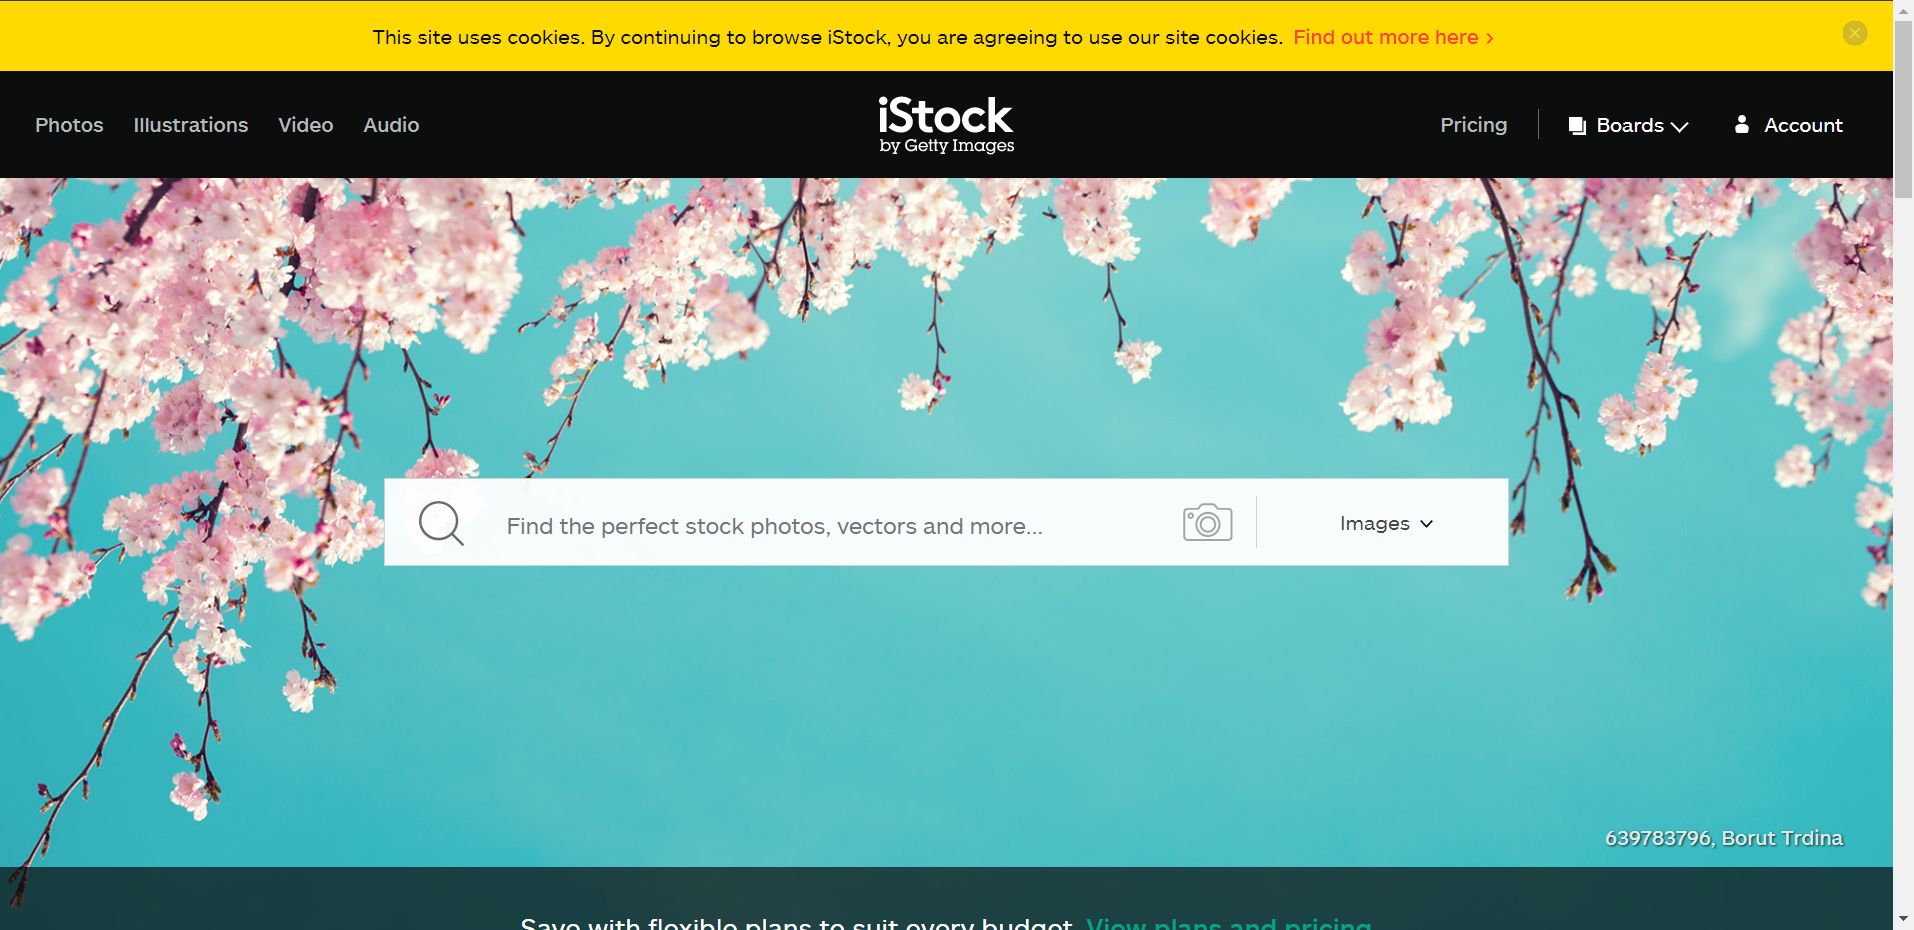 This site uses cookies. By continuing to browse iStock, you are agreeing to use our site cookies. Find out more here >
Photos Illustrations Video Audio
iStock
by Getty Images
Pricing Boards Account
Find the perfect stock photos, vectors and more...
Images
639783796, Borut Trdina
Save with flexible plans to suit every budget. View plans and pricing